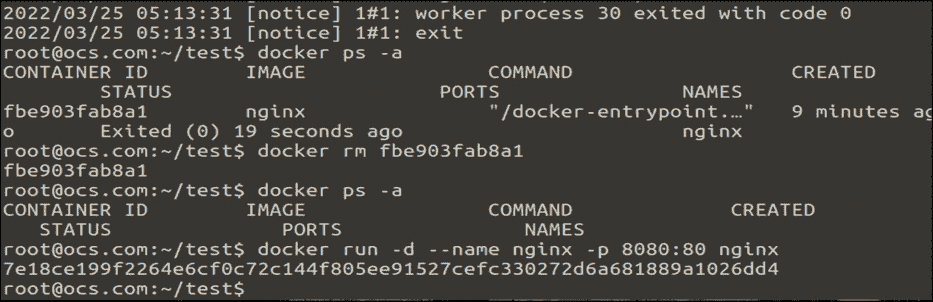 2022/03/25 05:13:31 [notice] 1#1: worker process 30 exited with code 0
2022/03/25 05:13:31 [notice] 1#1: exit
root@ocs.com:~/test$ docker ps -a
CONTAINER ID        IMAGE               COMMAND                  CREATED
        STATUS                      PORTS               NAMES
fbe903fab8a1        nginx               "/docker-entrypoint.…"   9 minutes ag
o       Exited (0) 19 seconds ago                       nginx
root@ocs.com:~/test$ docker rm fbe903fab8a1
fbe903fab8a1
root@ocs.com:~/test$ docker ps -a
CONTAINER ID        IMAGE               COMMAND             CREATED
   STATUS              PORTS               NAMES
root@ocs.com:~/test$ docker run -d --name nginx -p 8080:80 nginx
7e18ce199f2264e6cf0c72c144f805ee91527cefc330272d6a681889a1026dd4
root@ocs.com:~/test$